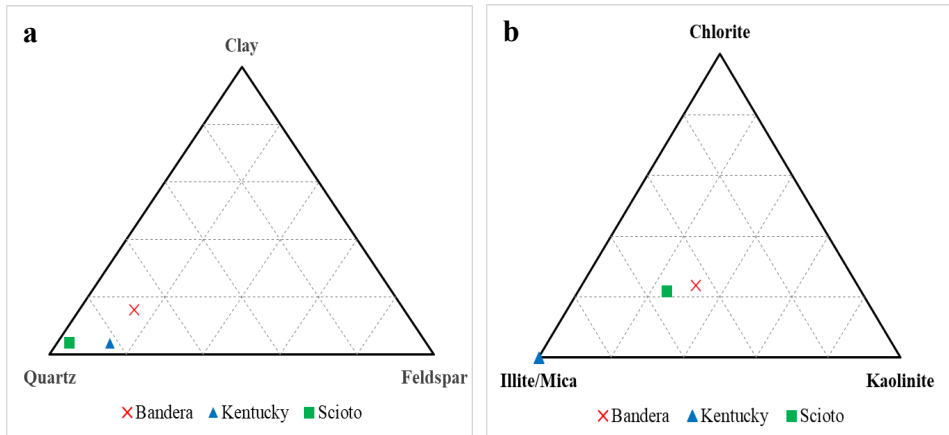 a
Clay
Quartz
Feldspar
Bandera Kentucky Scioto
b
Chlorite
Illite/Mica
Kaolinite
Bandera Kentucky Scioto